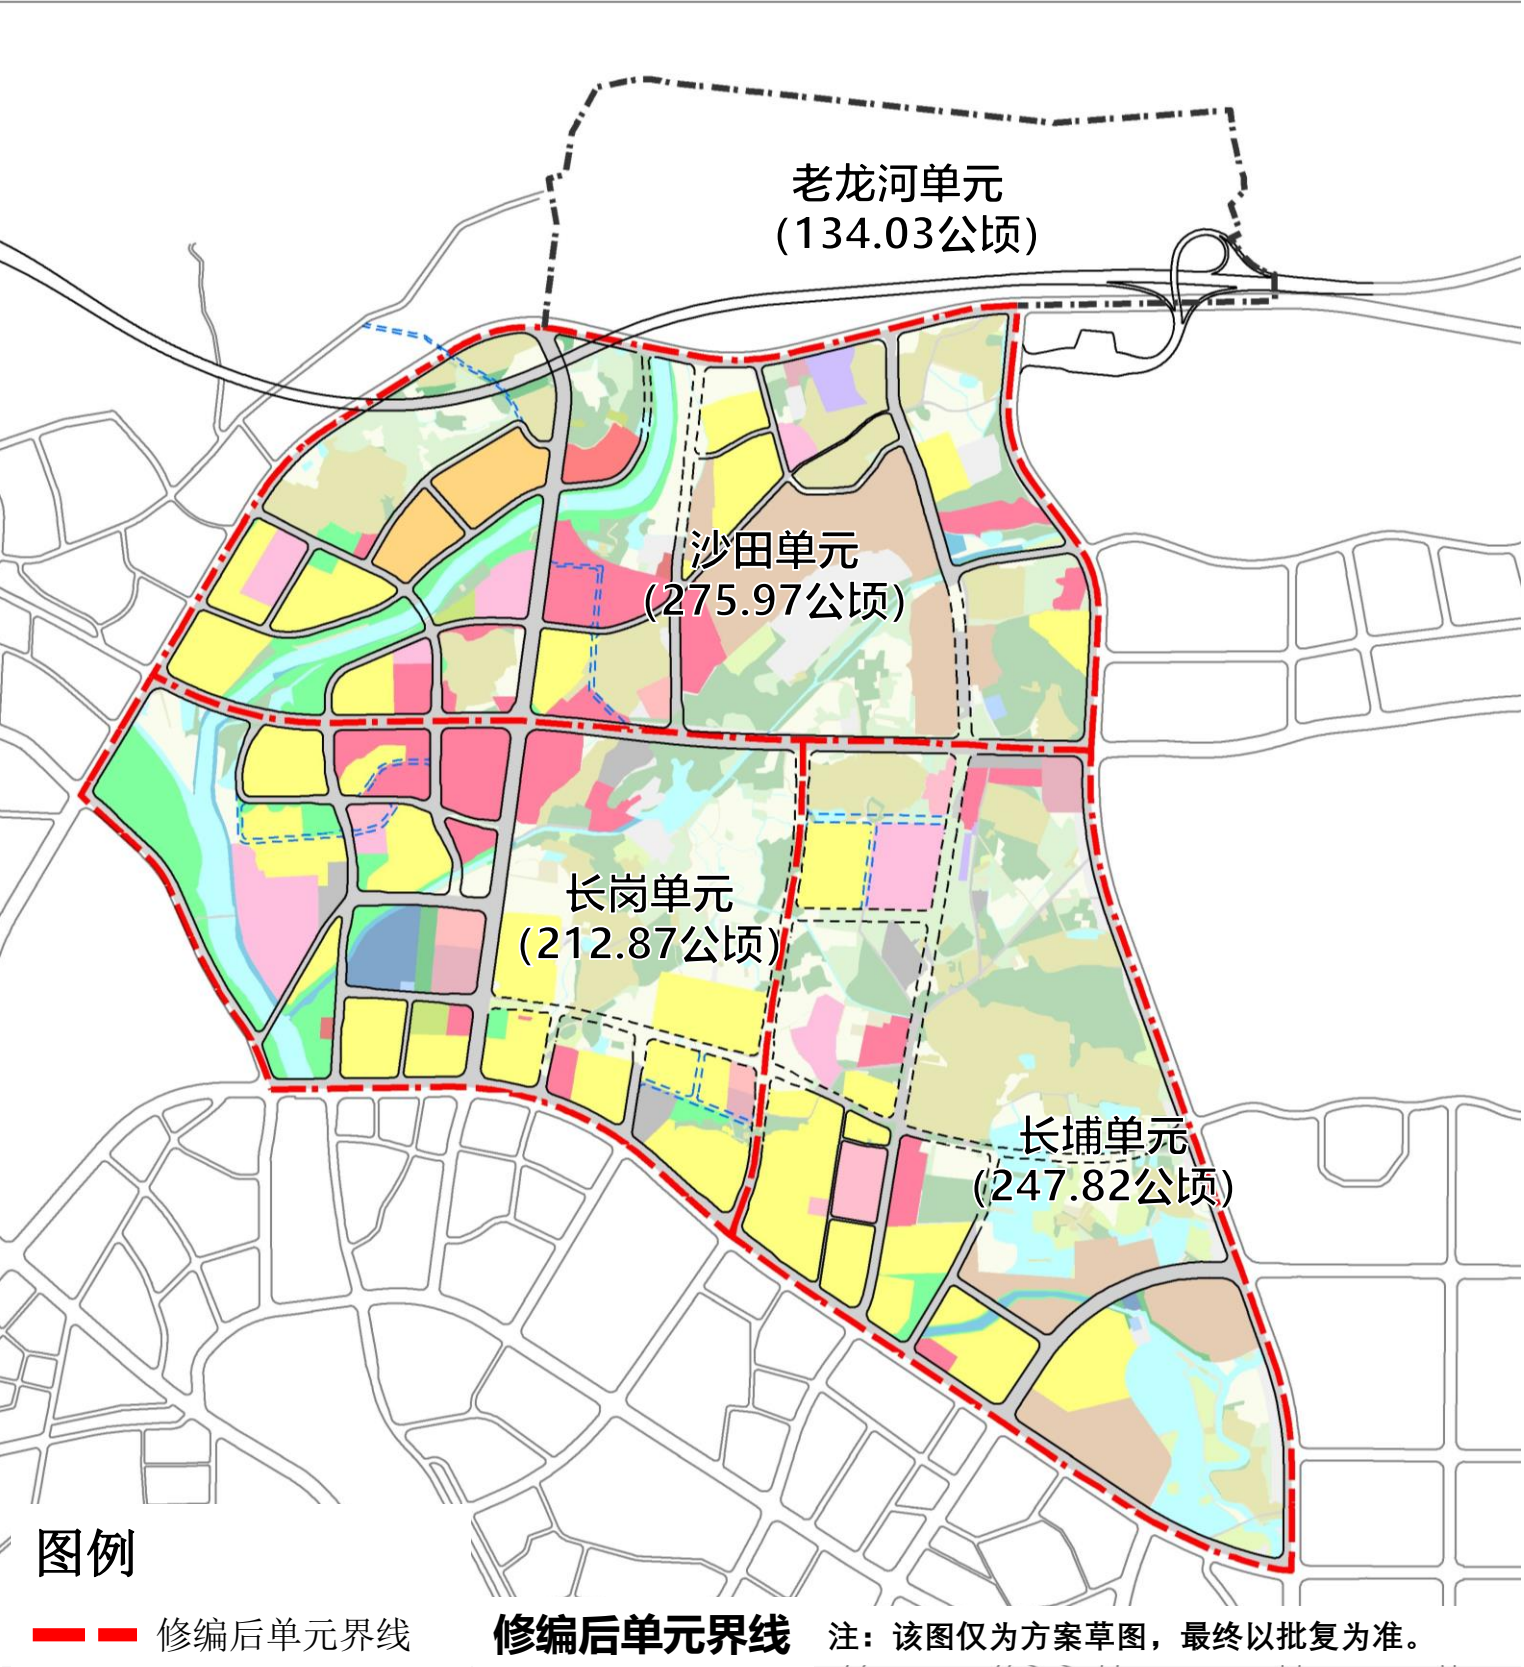 老龙河单元
(134.03公顷)
沙田单元
(275.97公顷)
长岗单元
(212.87公顷)
长埔单元
(247.82公顷)
图例
修编后单元界线
修编后单元界线
注：该图仅为方案草图，最终以批复为准。